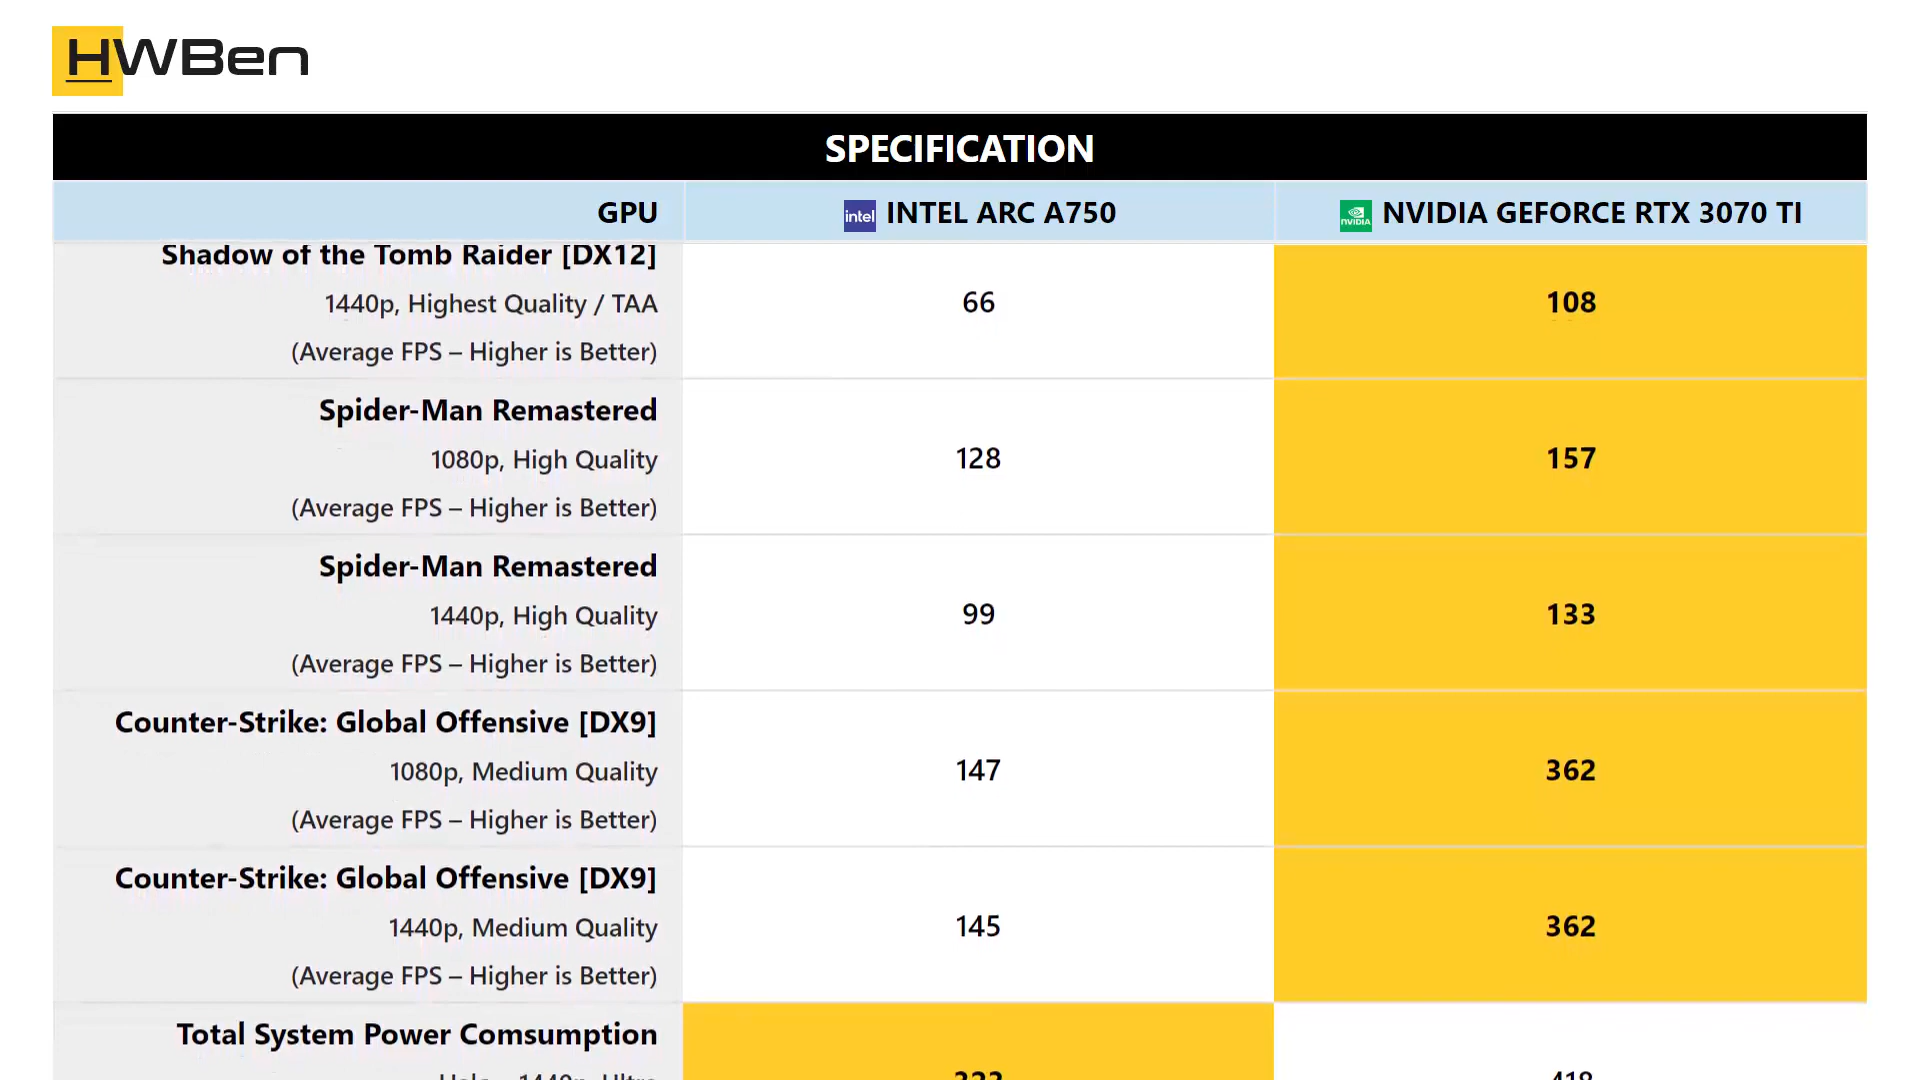 HWBen
SPECIFICATION
GPU
intel INTEL ARC A750
NVIDIA NVIDIA GEFORCE RTX 3070 TI
Shadow of the Tomb Raider [DX12]
1440p, Highest Quality / TAA
(Average FPS – Higher is Better)
66
108
Spider-Man Remastered
1080p, High Quality
(Average FPS – Higher is Better)
128
157
Spider-Man Remastered
1440p, High Quality
(Average FPS – Higher is Better)
99
133
Counter-Strike: Global Offensive [DX9]
1080p, Medium Quality
(Average FPS – Higher is Better)
147
362
Counter-Strike: Global Offensive [DX9]
1440p, Medium Quality
(Average FPS – Higher is Better)
145
362
Total System Power Comsumption
1440p, Ultra
418